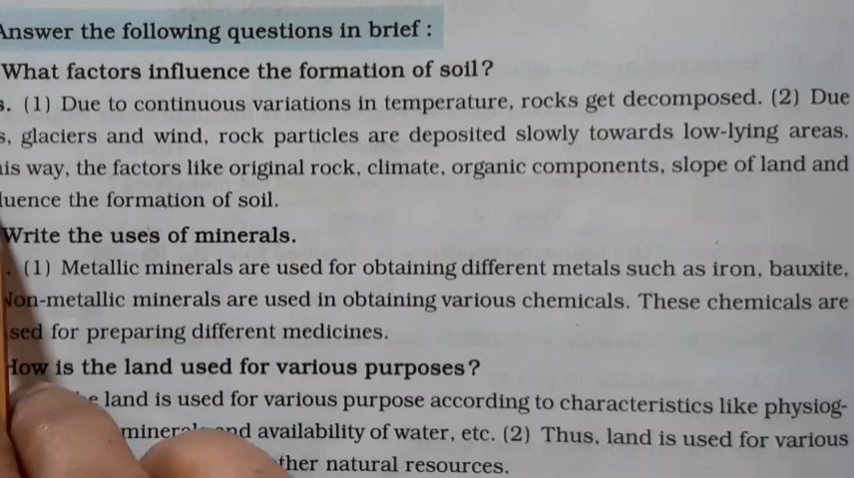 Answer the following questions in brief :
What factors influence the formation of soil?
s. (1) Due to continuous variations in temperature, rocks get decomposed. (2) Due
s, glaciers and wind, rock particles are deposited slowly towards low-lying areas.
is way, the factors like original rock, climate, organic components, slope of land and
luence the formation of soil.
Write the uses of minerals.
. (1) Metallic minerals are used for obtaining different metals such as iron, bauxite,
Non-metallic minerals are used in obtaining various chemicals. These chemicals are
sed for preparing different medicines.
How is the land used for various purposes?
land is used for various purpose according to characteristics like physiog-
and availability of water, etc. (2) Thus, land is used for various
ther natural resources.